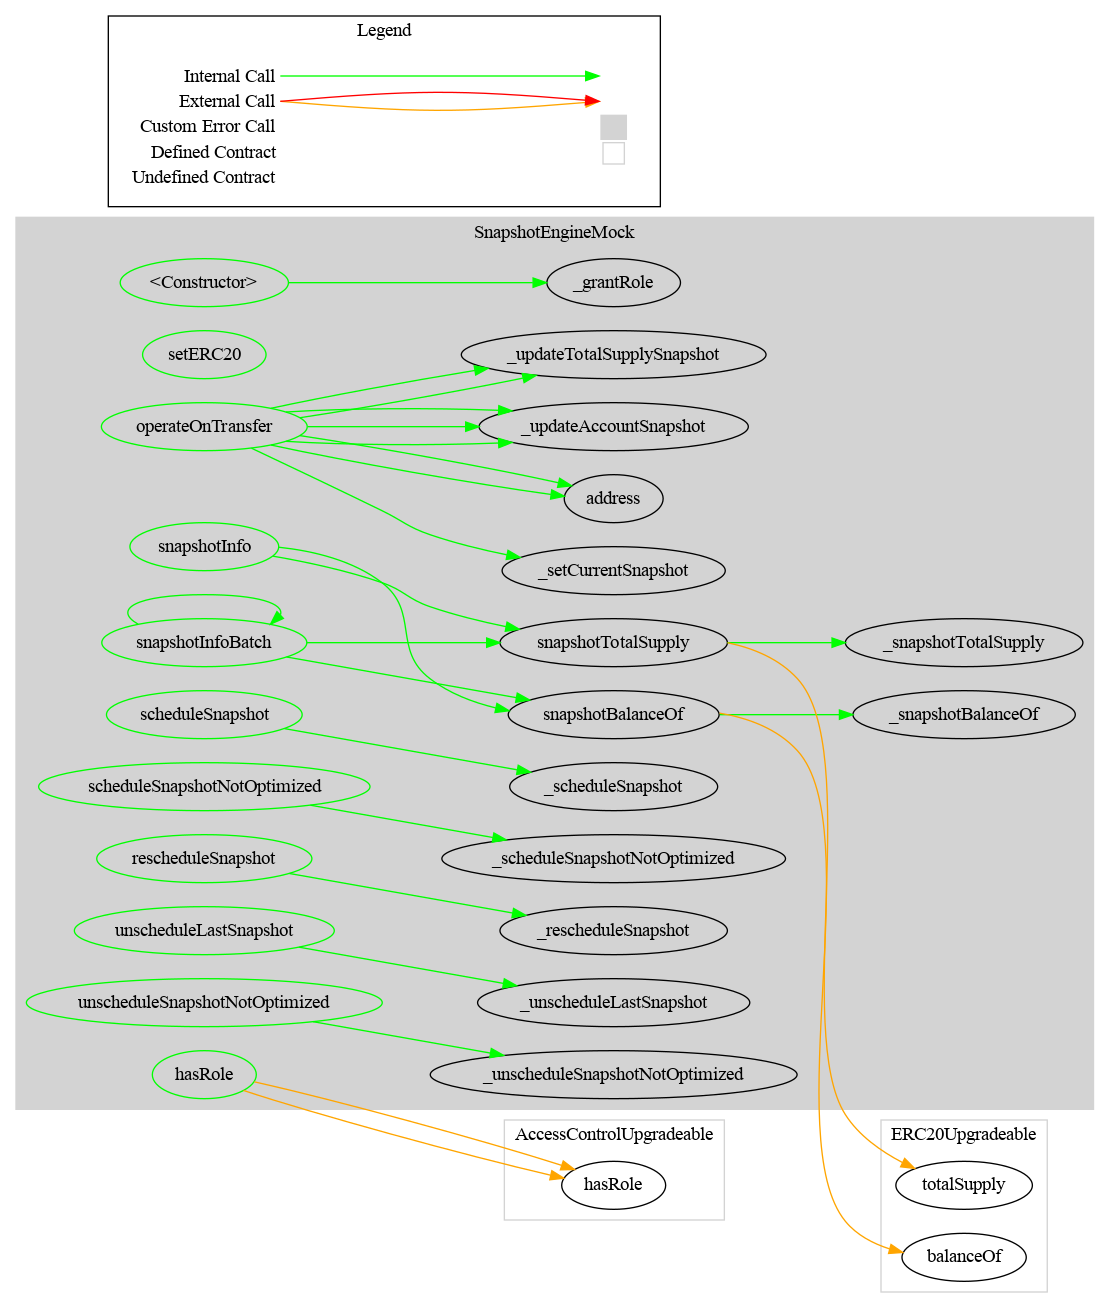 Legend
Internal Call
External Call
Custom Error Call
Defined Contract
Undefined Contract
SnapshotEngineMock
<Constructor>
_grantRole
setERC20
_updateTotalSupplySnapshot
operateOnTransfer
_updateAccountSnapshot
address
snapshotInfo
_setCurrentSnapshot
snapshotInfoBatch
snapshotTotalSupply
_snapshotTotalSupply
scheduleSnapshot
snapshotBalanceOf
_snapshotBalanceOf
scheduleSnapshotNotOptimized
_scheduleSnapshot
rescheduleSnapshot
_scheduleSnapshotNotOptimized
unscheduleLastSnapshot
_rescheduleSnapshot
unscheduleSnapshotNotOptimized
_unscheduleLastSnapshot
hasRole
_unscheduleSnapshotNotOptimized
AccessControlUpgradeable
hasRole
ERC20Upgradeable
totalSupply
balanceOf